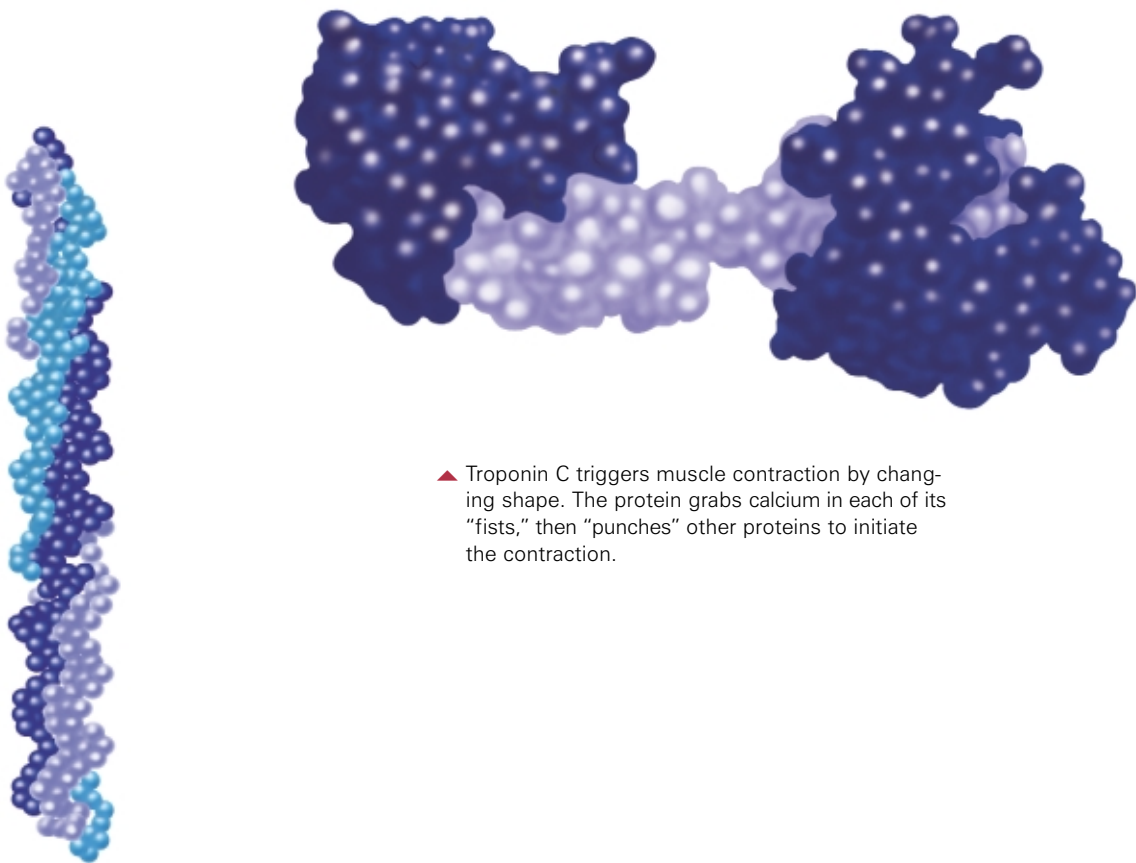 Troponin C triggers muscle contraction by chang-
ing shape. The protein grabs calcium in each of its
“fists,” then “punches” other proteins to initiate
the contraction.